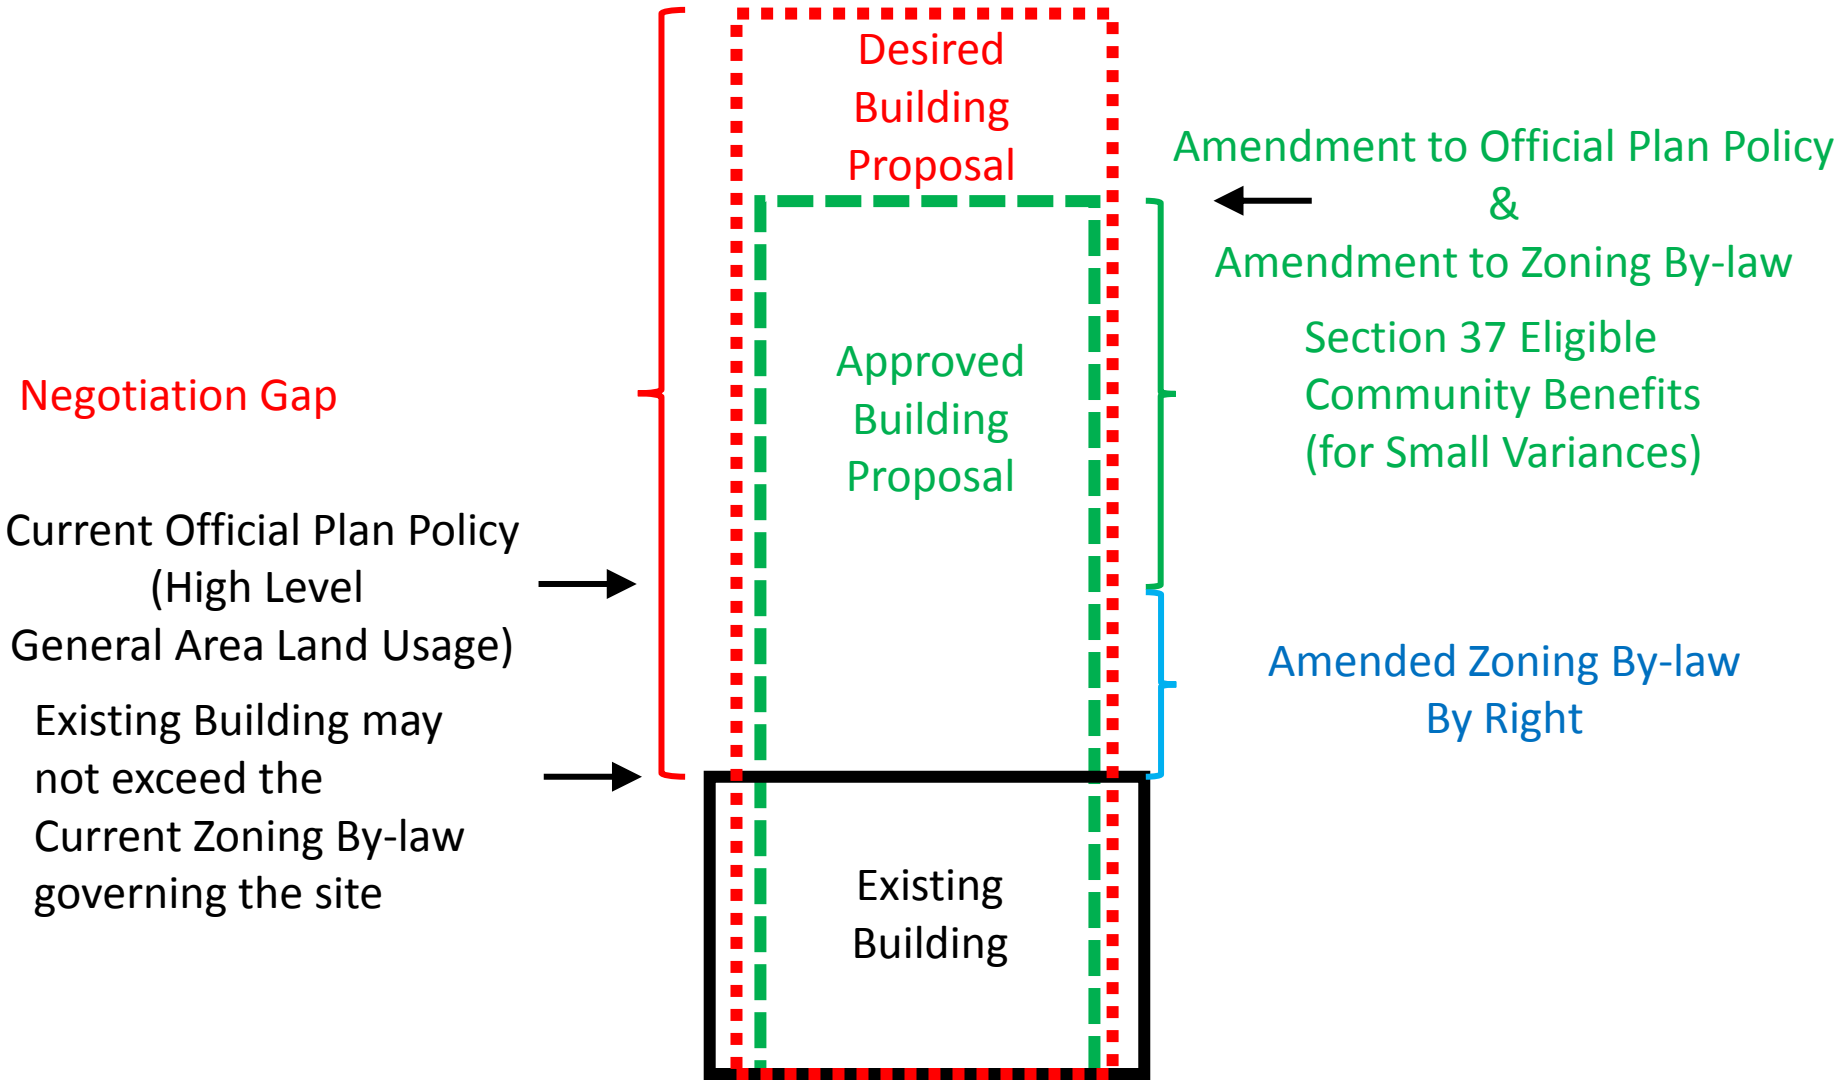 Desired
Building
Proposal
Amendment to Official Plan Policy
&
Amendment to Zoning By-law
Section 37 Eligible
Community Benefits
(for Small Variances)
Approved
Building
Proposal
Negotiation Gap
Current Official Plan Policy
(High Level
General Area Land Usage)
Amended Zoning By-law
By Right
Existing Building may
not exceed the
Current Zoning By-law
governing the site
Existing
Building